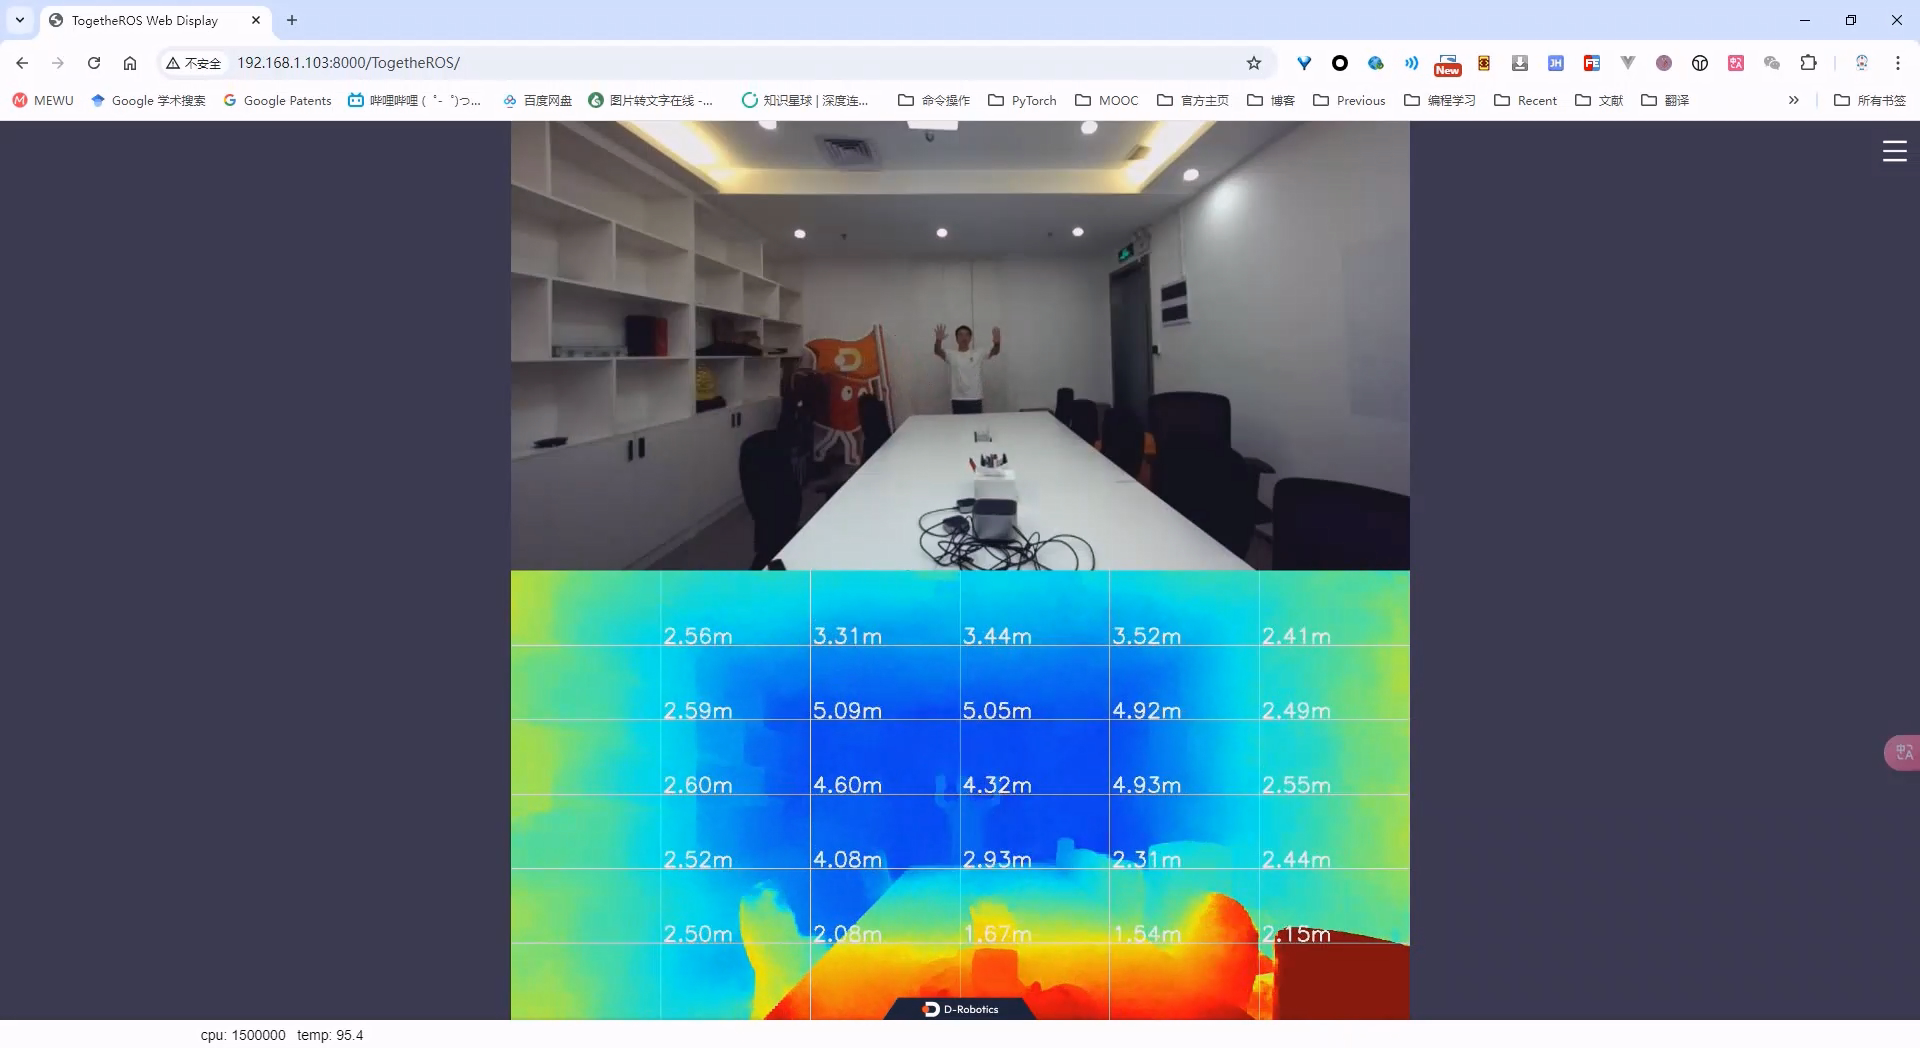 TogetheROS Web Display
不安全
192.168.1.103:8000/TogetheROS/
New
JH
FE
MEWU
Google 学术搜索
Google Patents
哔哩哔哩 ( ゜- ゜)つ...
百度网盘
图片转文字在线 -...
知识星球 | 深度连...
命令操作
PyTorch
MOOC
官方主页
博客
Previous
编程学习
Recent
文献
翻译
所有书签
2.56m 3.31m 3.44m 3.52m 2.41m
2.59m 5.09m 5.05m 4.92m 2.49m
2.60m 4.60m 4.32m 4.93m 2.55m
2.52m 4.08m 2.93m 2.31m 2.44m
2.50m 2.08m 1.67m 1.54m 2.15m
D-Robotics
cpu: 1500000 temp: 95.4